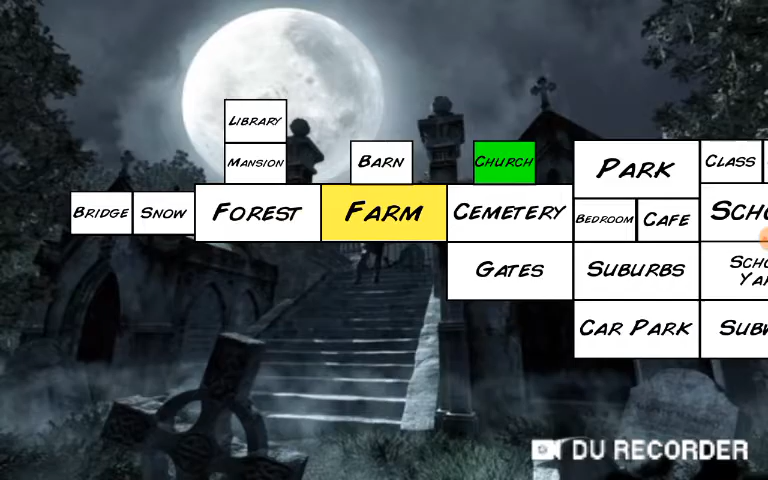 LIBRARY
MANSION
BARN
CHURCH
PARK
CLASS
BRIDGE
SNOW
FOREST
FARM
CEMETERY
BEDROOM
CAFE
GATES
SUBURBS
CAR PARK
DU RECORDER